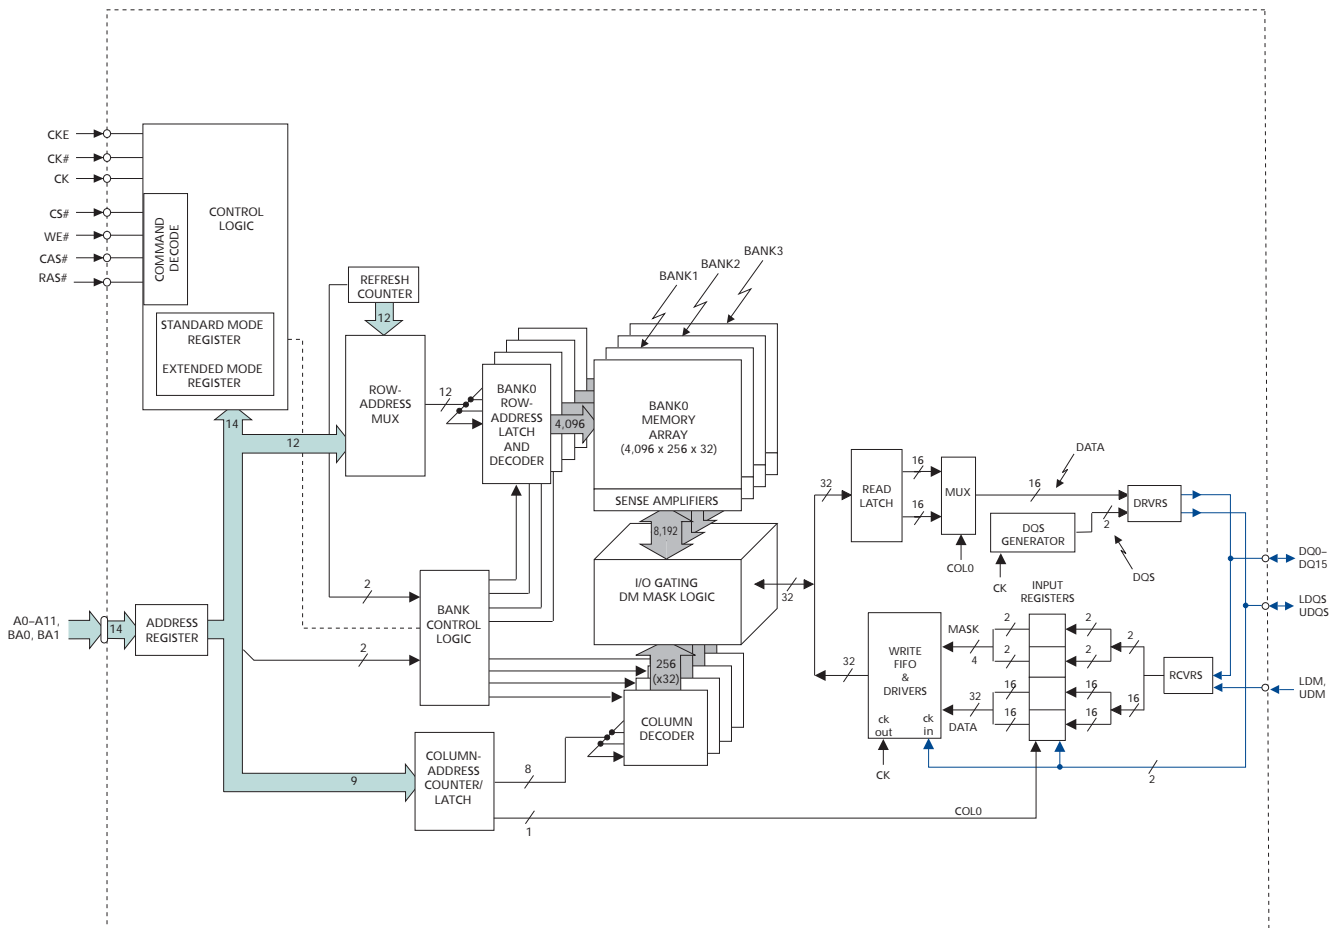 CKE
CK#
CK
CS#
WE#
CAS#
RAS#
COMMAND
DECODE
CONTROL
LOGIC
STANDARD MODE
REGISTER
EXTENDED MODE
REGISTER
REFRESH
COUNTER
12
ROW-
ADDRESS
MUX
12
14
12
BANK0
ROW-
ADDRESS
LATCH
AND
DECODER
4,096
BANK1
BANK2
BANK3
BANK0
MEMORY
ARRAY
(4,096 x 256 x 32)
SENSE AMPLIFIERS
8,192
I/O GATING
DM MASK LOGIC
A0–A11,
BA0, BA1
14
ADDRESS
REGISTER
2
2
BANK
CONTROL
LOGIC
256
(x32)
COLUMN
DECODER
9
COLUMN-
ADDRESS
COUNTER/
LATCH
8
1
COL0
32
32
READ
LATCH
16
16
MUX
COL0
16
DATA
DQS
GENERATOR
CK
2
DQS
DRVRS
DQ0–
DQ15
LDQS
UDQS
LDM,
UDM
32
WRITE
FIFO
&
DRIVERS
ck
out
ck
in
CK
MASK
4
32
DATA
INPUT
REGISTERS
2
2
16
16
2
2
16
16
2
16
RCVRS
2